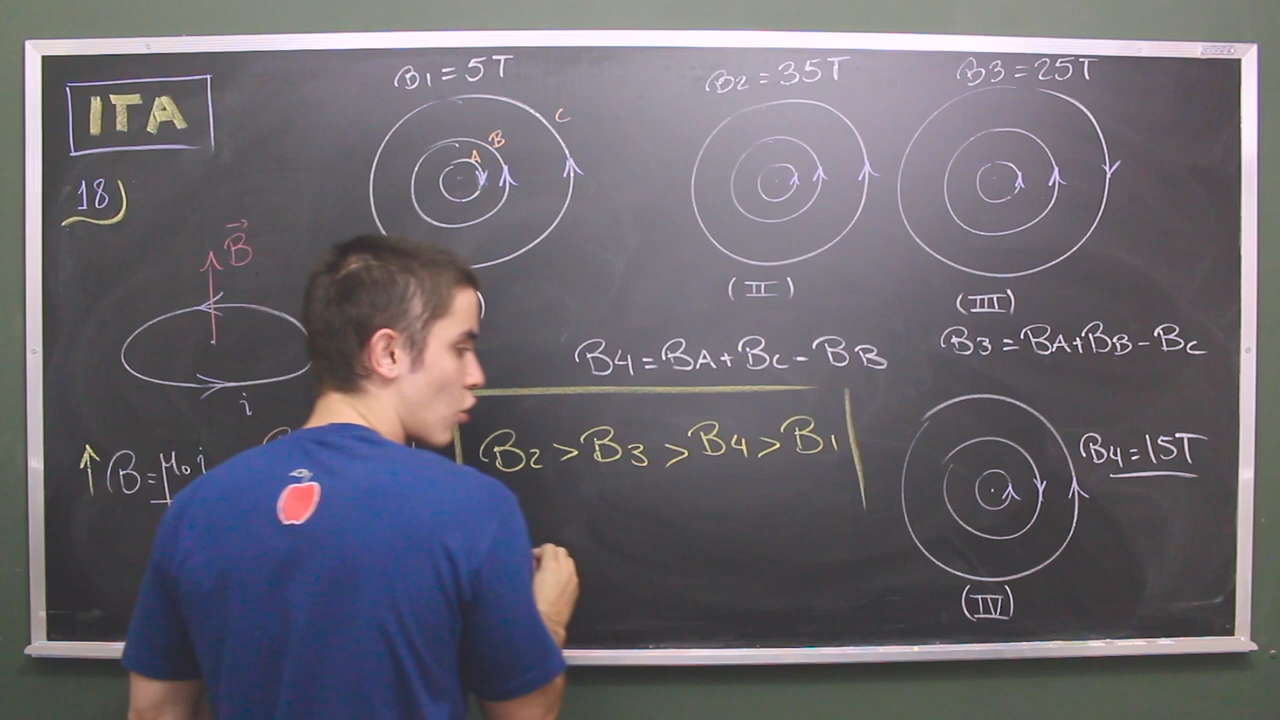 ITA
18)
B1 = 5T
A
B
C
B2 = 35T
(II)
B3 = 25T
(III)
B
i
B4 = BA + BC - BB
B3 = BA + BB - BC
↑ B = μ0 i
B2 > B3 > B4 > B1
B4 = 15T
(IV)